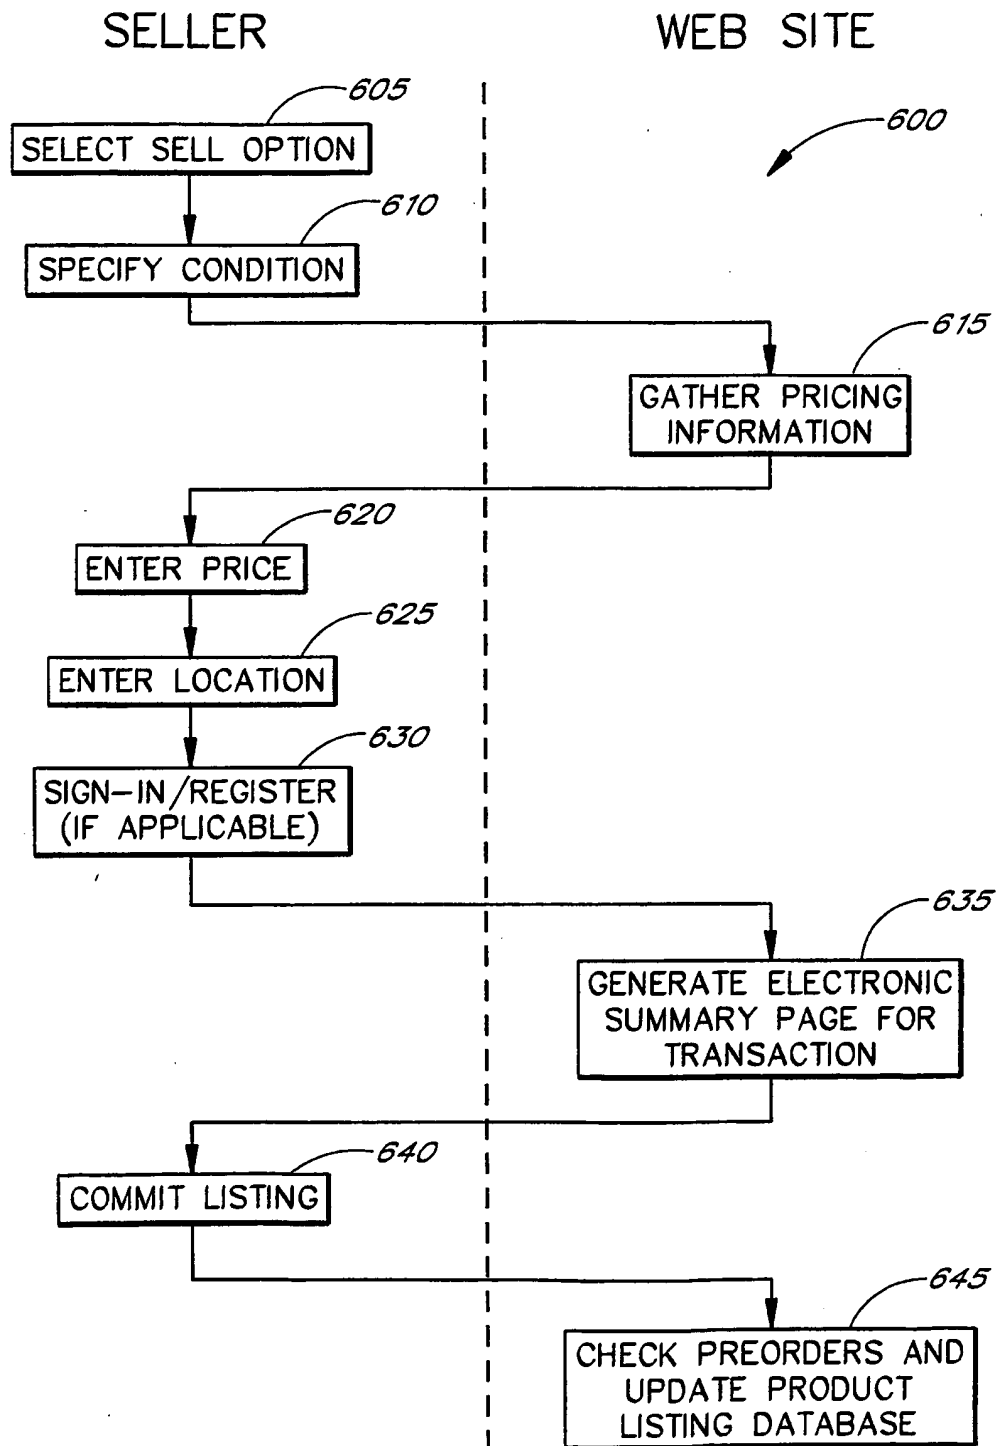 SELLER
WEB SITE
605
SELECT SELL OPTION
600
610
SPECIFY CONDITION
615
GATHER PRICING
INFORMATION
620
ENTER PRICE
625
ENTER LOCATION
630
SIGN-IN/REGISTER
(IF APPLICABLE)
635
GENERATE ELECTRONIC
SUMMARY PAGE FOR
TRANSACTION
640
COMMIT LISTING
645
CHECK PREORDERS AND
UPDATE PRODUCT
LISTING DATABASE